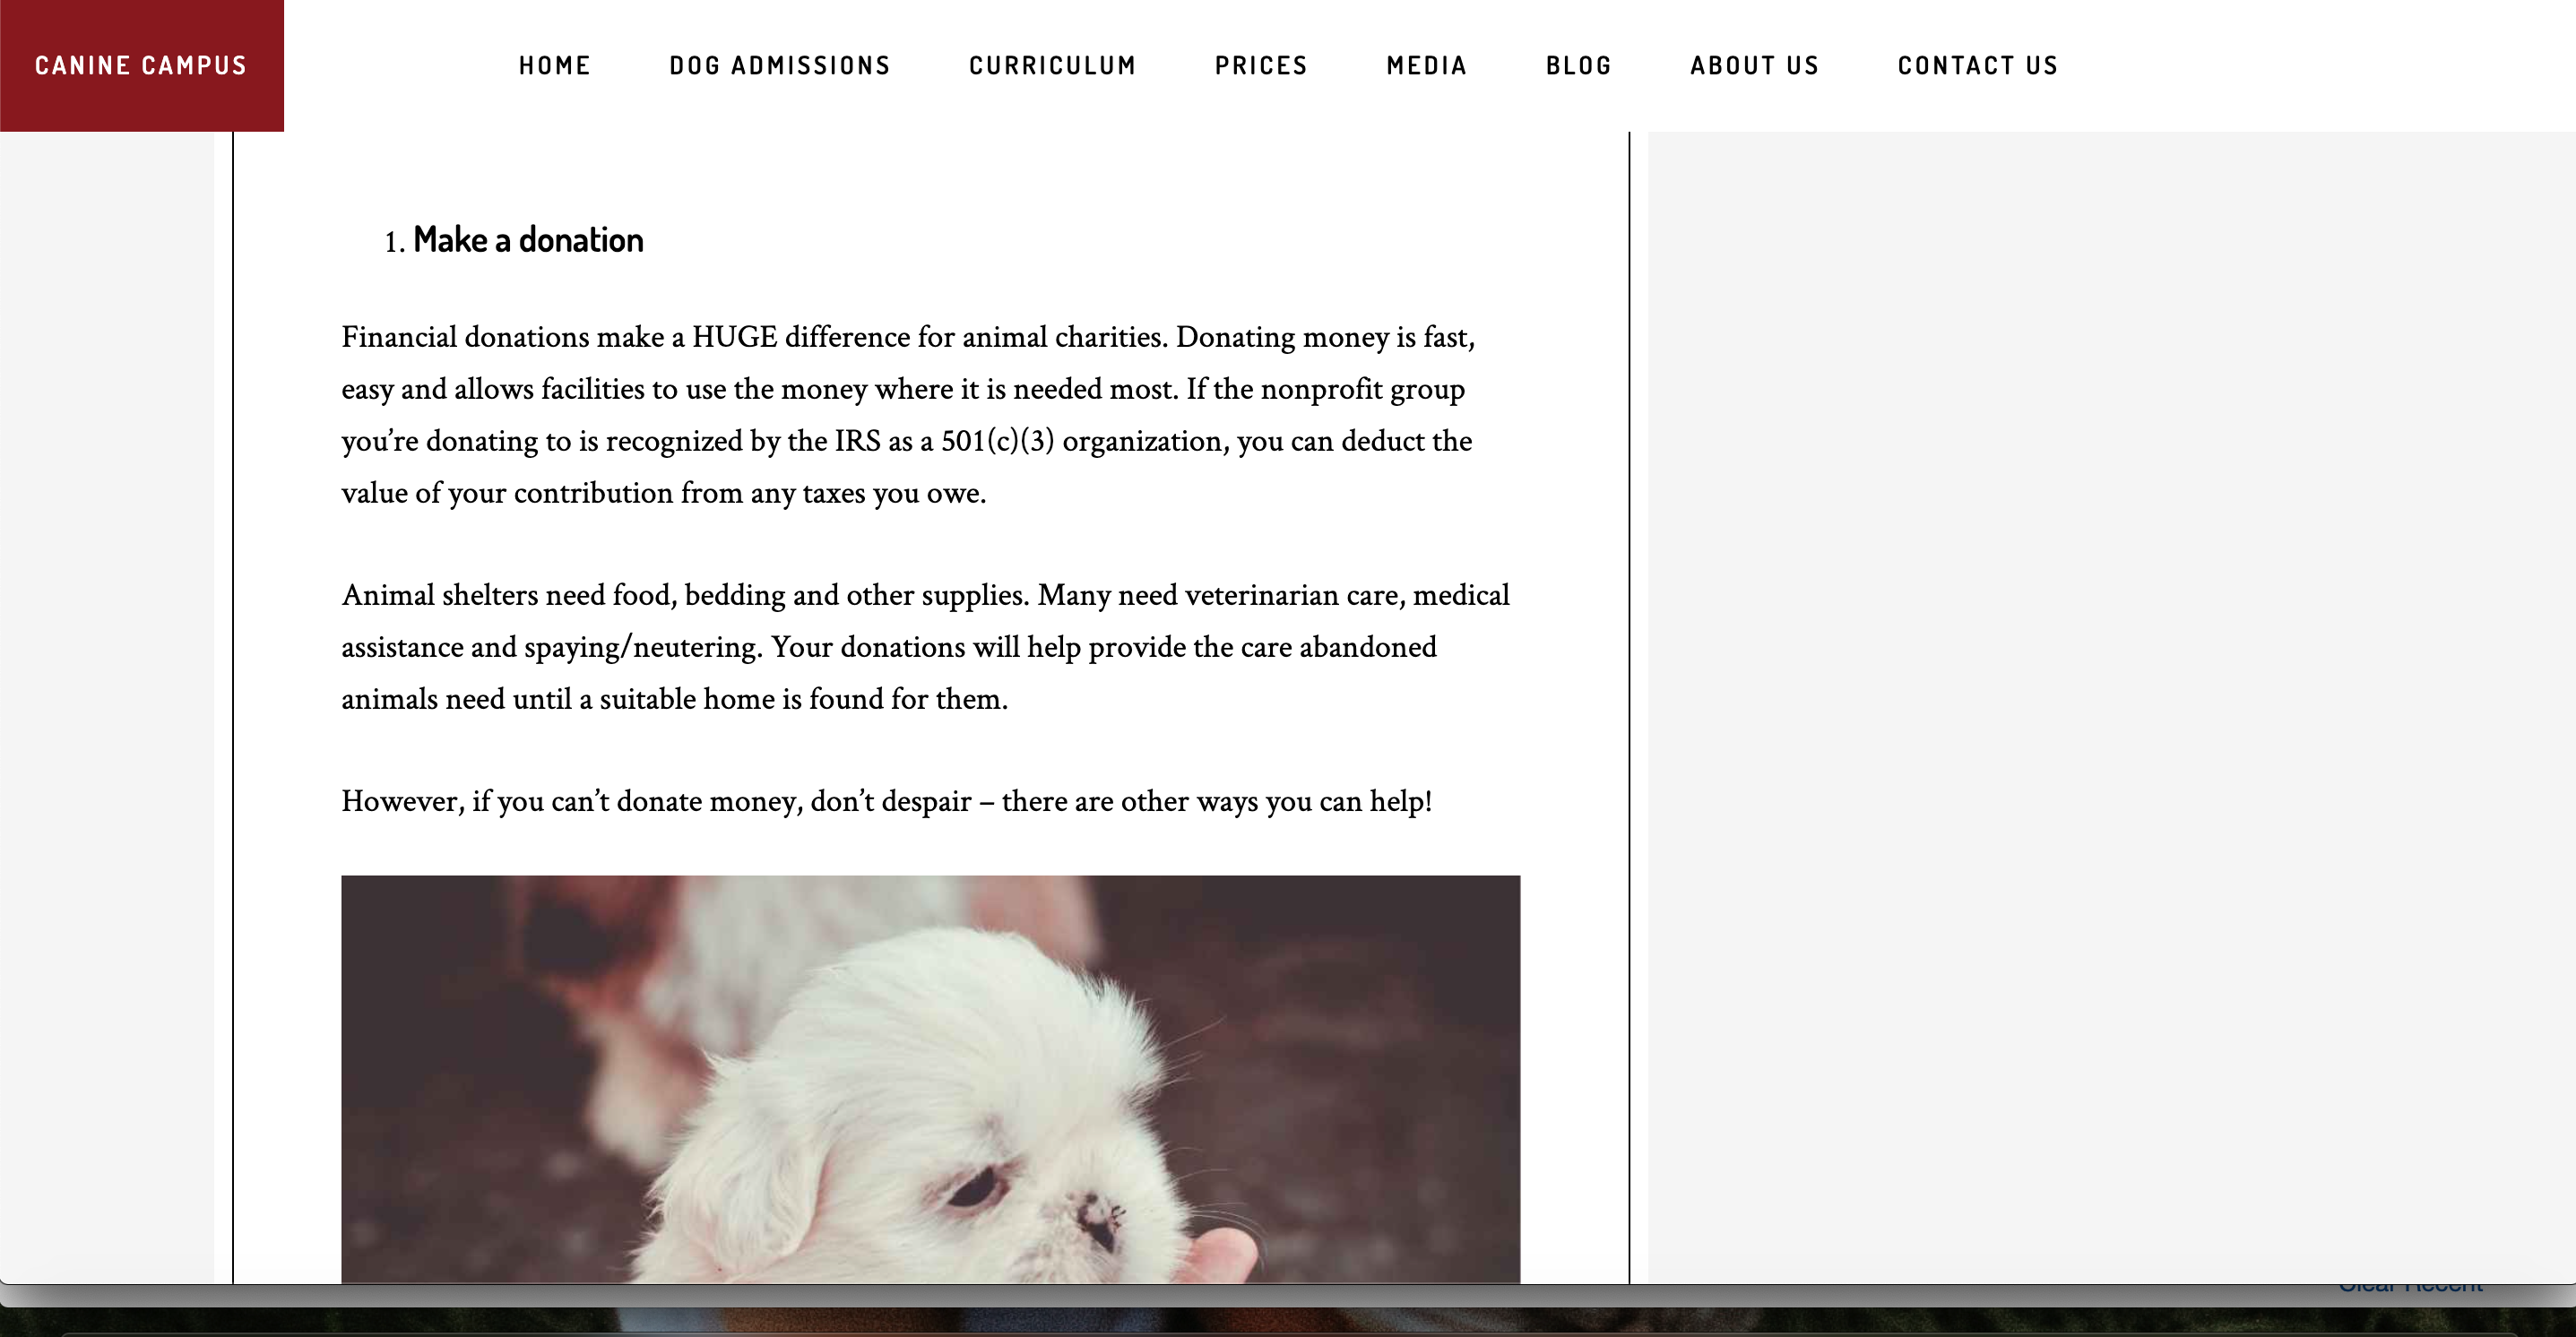 CANINE CAMPUS
HOME DOG ADMISSIONS CURRICULUM PRICES MEDIA BLOG ABOUT US CONTACT US
1. Make a donation
Financial donations make a HUGE difference for animal charities. Donating money is fast,
easy and allows facilities to use the money where it is needed most. If the nonprofit group
you’re donating to is recognized by the IRS as a 501(c)(3) organization, you can deduct the
value of your contribution from any taxes you owe.
Animal shelters need food, bedding and other supplies. Many need veterinarian care, medical
assistance and spaying/neutering. Your donations will help provide the care abandoned
animals need until a suitable home is found for them.
However, if you can’t donate money, don’t despair – there are other ways you can help!
Clear Recent